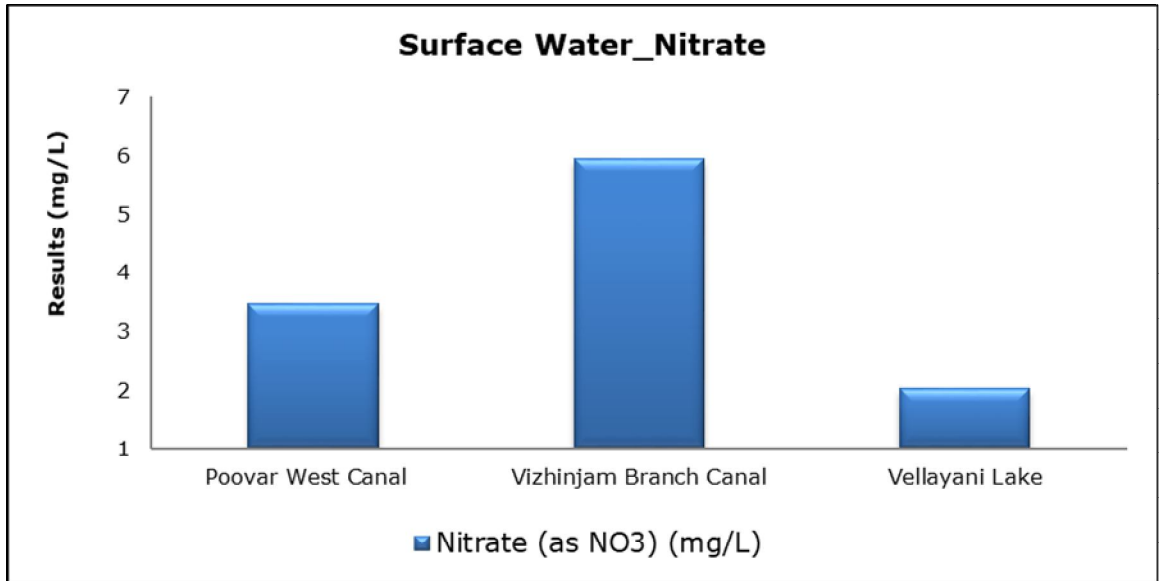 Surface Water_Nitrate
Results (mg/L)
7
6
5
4
3
2
1
Poovar West Canal
Vizhinjam Branch Canal
Vellayani Lake
Nitrate (as NO3) (mg/L)